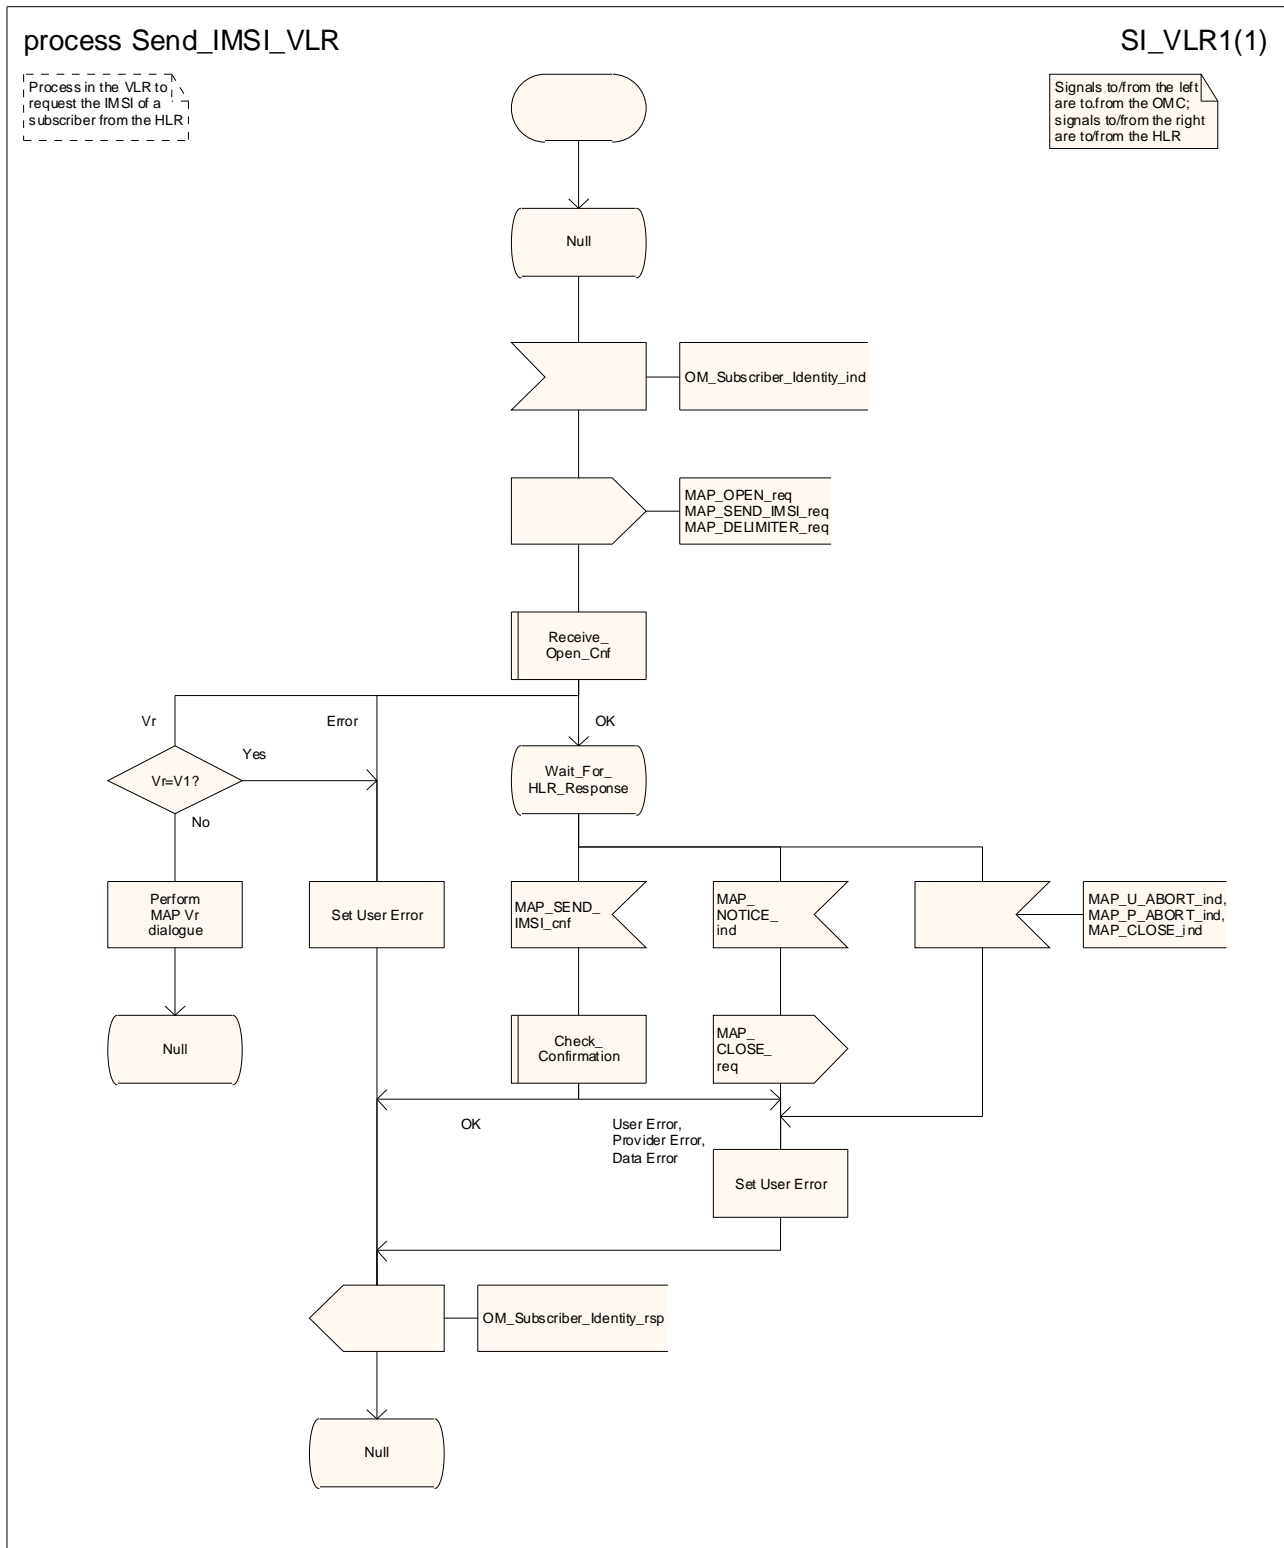 process Send_IMSI_VLR
SI_VLR1(1)
Process in the VLR to
request the IMSI of a
subscriber from the HLR
Signals to/from the left
are to.from the OMC;
signals to/from the right
are to/from the HLR
Null
OM_Subscriber_Identity_ind
MAP_OPEN_req
MAP_SEND_IMSI_req
MAP_DELIMITER_req
Receive_
Open_Cnf
Vr
Error
OK
Yes
Vr=V1?
Wait_For_
HLR_Response
No
Perform
MAP Vr
dialogue
Set User Error
MAP_SEND_
IMSI_cnf
MAP_
NOTICE_
ind
MAP_U_ABORT_ind,
MAP_P_ABORT_ind,
MAP_CLOSE_ind
Null
Check_
Confirmation
MAP_
CLOSE_
req
OK
User Error,
Provider Error,
Data Error
Set User Error
OM_Subscriber_Identity_rsp
Null